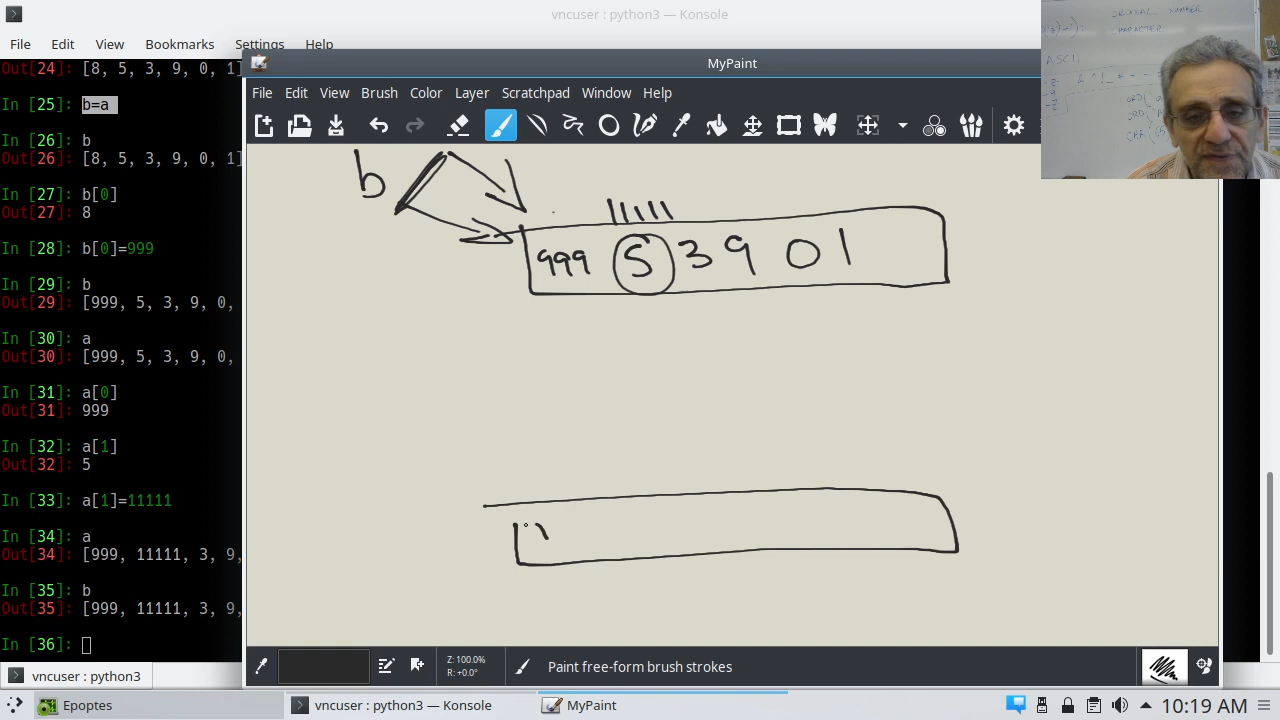 vncuser : python3 — Konsole
File Edit View Bookmarks Settings Help
Out[24]: [8, 5, 3, 9, 0, 1]
In [25]: b=a
In [26]: b
Out[26]: [8, 5, 3, 9, 0, 1]
In [27]: b[0]
Out[27]: 8
In [28]: b[0]=999
In [29]: b
Out[29]: [999, 5, 3, 9, 0,
In [30]: a
Out[30]: [999, 5, 3, 9, 0,
In [31]: a[0]
Out[31]: 999
In [32]: a[1]
Out[32]: 5
In [33]: a[1]=11111
In [34]: a
Out[34]: [999, 11111, 3, 9,
In [35]: b
Out[35]: [999, 11111, 3, 9,
In [36]:
vncuser : python3
MyPaint
File Edit View Brush Color Layer Scratchpad Window Help
b
11111
999 5 3 9 0 1
Z: 100.0%
R: +0.0°
Paint free-form brush strokes
ORDINAL NUMBER
CHARACTER
ASCII
Epoptes
vncuser : python3 — Konsole
MyPaint
10:19 AM